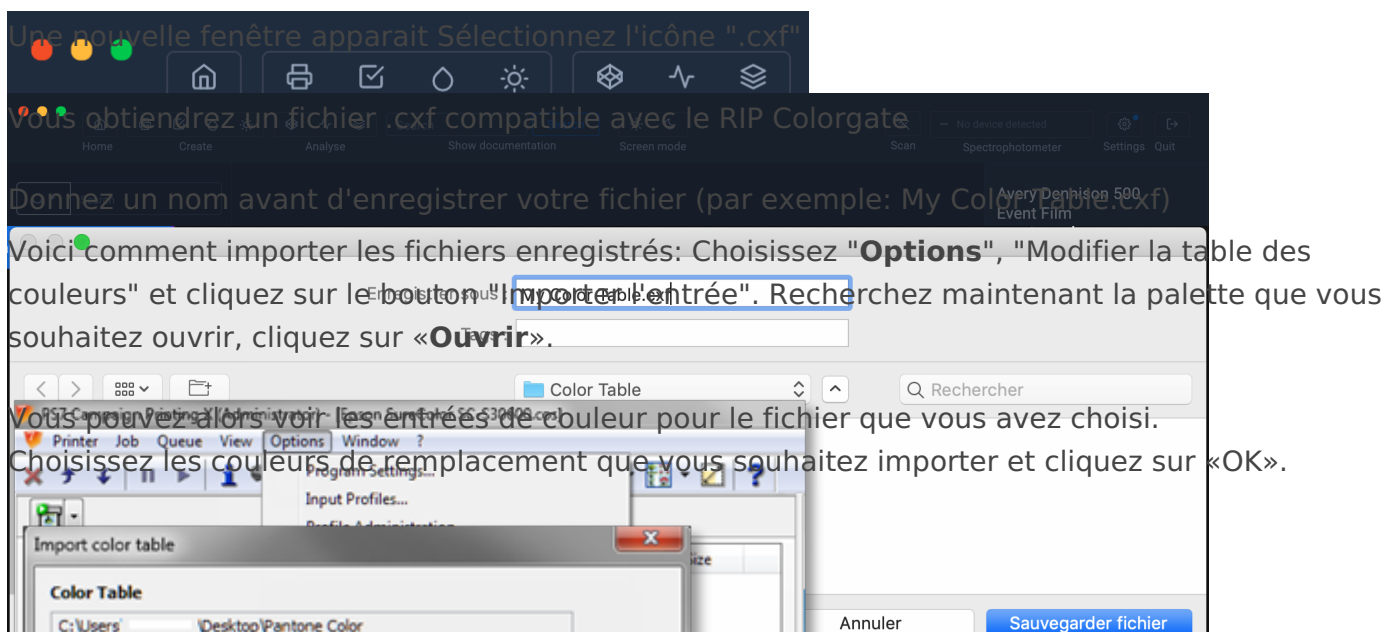 Une nouvelle fenêtre apparait Sélectionnez l'icône ".cxf"
Vous obtiendrez un fichier .cxf compatible avec le RIP Colorgate
No device detected
Home Create Analyse Show documentation Screen mode Scan Spectrophotometer Settings Quit
Donnez un nom avant d'enregistrer votre fichier (par exemple: My Color Table.cxf)
Avery Dennison 500
Event Film
Voici comment importer les fichiers enregistrés: Choisissez "Options", "Modifier la table des
couleurs" et cliquez sur le bouton "Importer l'entrée". Recherchez maintenant la palette que vous
souhaitez ouvrir, cliquez sur «Ouvrir».
Enregistrer sous : My Color Table.cxf
Tags :
Color Table
Rechercher
Vous pouvez alors voir les entrées de couleur pour le fichier que vous avez choisi.
Choisissez les couleurs de remplacement que vous souhaitez importer et cliquez sur «OK».
Printer Job Queue View Options Window ?
Program Settings...
Input Profiles...
Profile Administration
Import color table
Size
Color Table
C:\Users\ \Desktop\Pantone Color
Annuler
Sauvegarder fichier